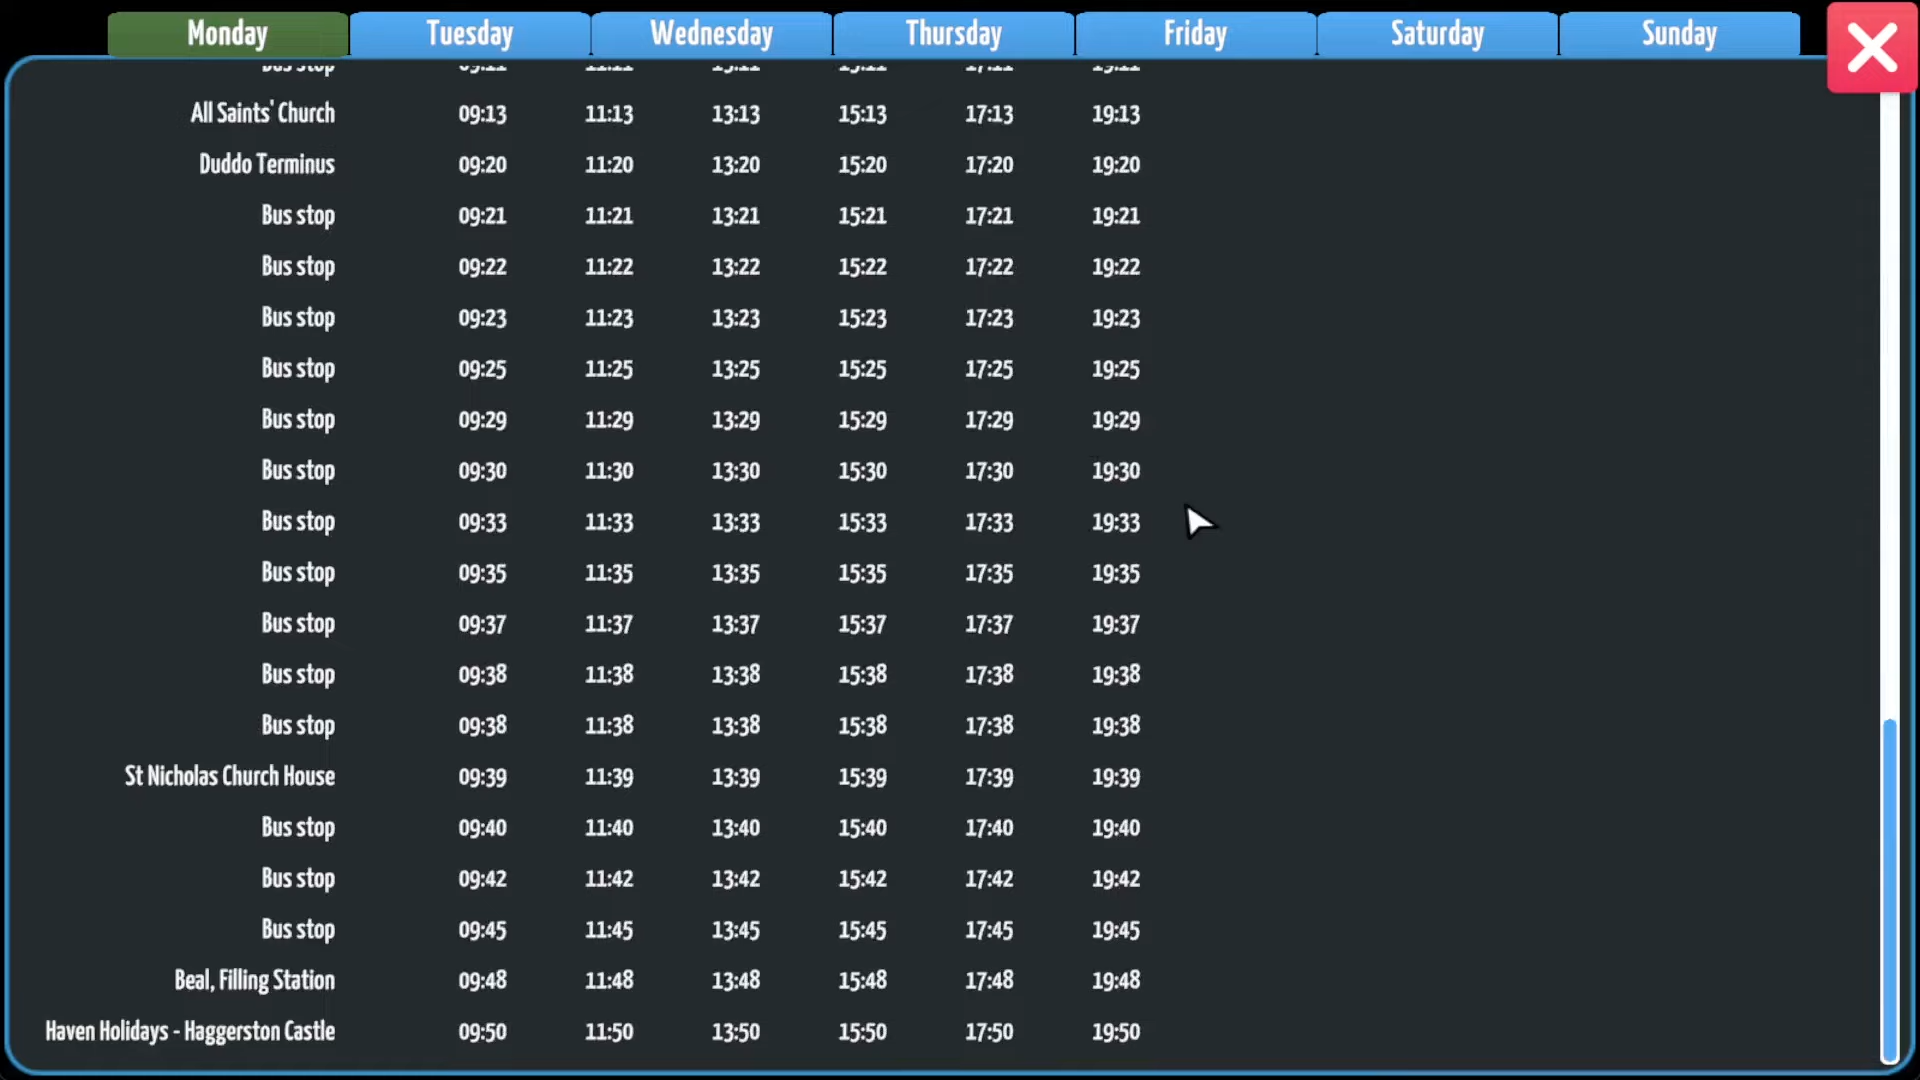 Monday Tuesday Wednesday Thursday Friday Saturday Sunday
Bus stop 09:11 11:11 13:11 15:11 17:11 19:11
All Saints' Church 09:13 11:13 13:13 15:13 17:13 19:13
Duddo Terminus 09:20 11:20 13:20 15:20 17:20 19:20
Bus stop 09:21 11:21 13:21 15:21 17:21 19:21
Bus stop 09:22 11:22 13:22 15:22 17:22 19:22
Bus stop 09:23 11:23 13:23 15:23 17:23 19:23
Bus stop 09:25 11:25 13:25 15:25 17:25 19:25
Bus stop 09:29 11:29 13:29 15:29 17:29 19:29
Bus stop 09:30 11:30 13:30 15:30 17:30 19:30
Bus stop 09:33 11:33 13:33 15:33 17:33 19:33
Bus stop 09:35 11:35 13:35 15:35 17:35 19:35
Bus stop 09:37 11:37 13:37 15:37 17:37 19:37
Bus stop 09:38 11:38 13:38 15:38 17:38 19:38
Bus stop 09:38 11:38 13:38 15:38 17:38 19:38
St Nicholas Church House 09:39 11:39 13:39 15:39 17:39 19:39
Bus stop 09:40 11:40 13:40 15:40 17:40 19:40
Bus stop 09:42 11:42 13:42 15:42 17:42 19:42
Bus stop 09:45 11:45 13:45 15:45 17:45 19:45
Beal, Filling Station 09:48 11:48 13:48 15:48 17:48 19:48
Haven Holidays - Haggerston Castle 09:50 11:50 13:50 15:50 17:50 19:50